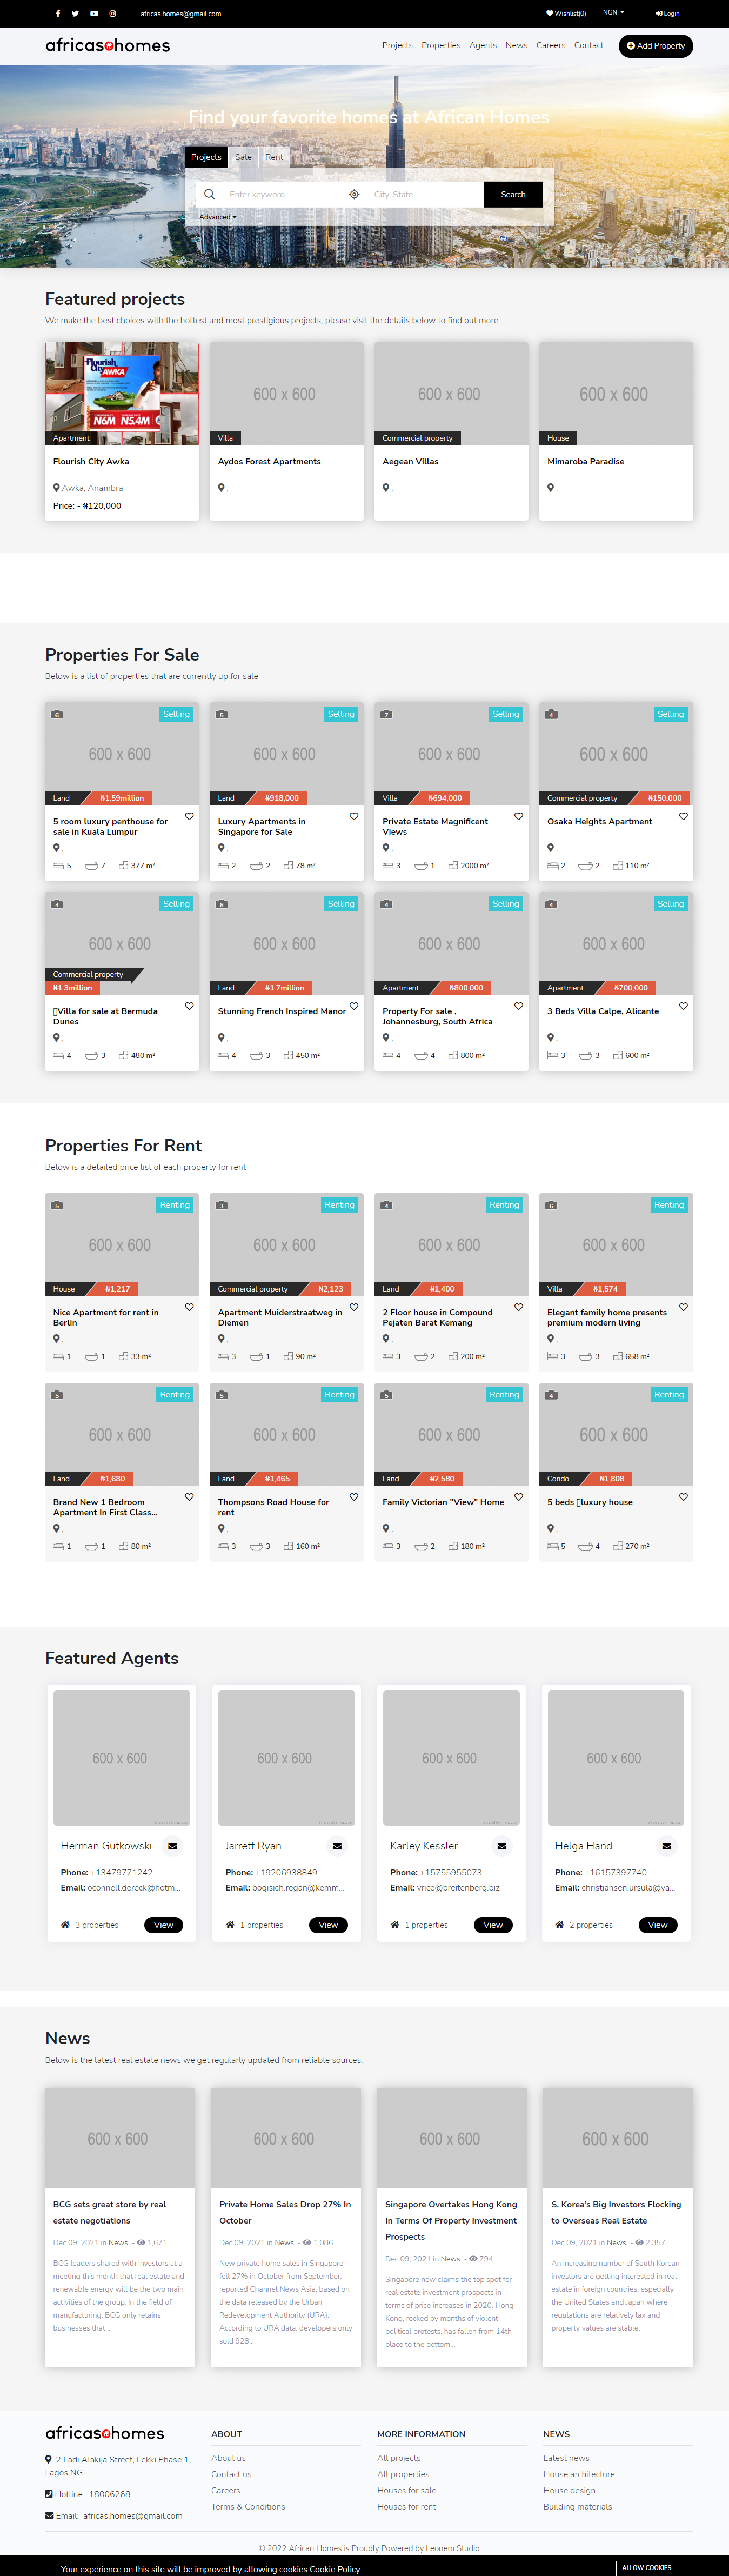 africas.homes@gmail.com
Wishlist(0) NGN Login
africashomes
Projects Properties Agents News Careers Contact Add Property
Find your favorite homes at African Homes
Projects Sale Rent
Enter keyword... City, State Search
Advanced
Featured projects
We make the best choices with the hottest and most prestigious projects, please visit the details below to find out more
Flourish
City AWKA
N6M N5.4M
600 x 600 600 x 600 600 x 600
Apartment Villa Commercial property House
Flourish City Awka Aydos Forest Apartments Aegean Villas Mimaroba Paradise
Awka, Anambra , , ,
Price: - ₦120,000
Properties For Sale
Below is a list of properties that are currently up for sale
6 Selling 5 Selling 7 Selling 4 Selling
600 x 600 600 x 600 600 x 600 600 x 600
Land ₦1.59million Land ₦918,000 Villa ₦694,000 Commercial property ₦150,000
5 room luxury penthouse for Luxury Apartments in Private Estate Magnificent Osaka Heights Apartment
sale in Kuala Lumpur Singapore for Sale Views
, , , ,
5 7 377 m² 2 2 78 m² 3 1 2000 m² 2 2 110 m²
4 Selling 6 Selling 4 Selling 4 Selling
600 x 600 600 x 600 600 x 600 600 x 600
Commercial property
₦1.3million Land ₦1.7million Apartment ₦800,000 Apartment ₦700,000
Villa for sale at Bermuda Stunning French Inspired Manor Property For sale , 3 Beds Villa Calpe, Alicante
Dunes Johannesburg, South Africa
, , , ,
4 3 480 m² 4 3 450 m² 4 4 800 m² 3 3 600 m²
Properties For Rent
Below is a detailed price list of each property for rent
5 Renting 3 Renting 4 Renting 6 Renting
600 x 600 600 x 600 600 x 600 600 x 600
House ₦1,217 Commercial property ₦2,123 Land ₦1,400 Villa ₦1,574
Nice Apartment for rent in Apartment Muiderstraatweg in 2 Floor house in Compound Elegant family home presents
Berlin Diemen Pejaten Barat Kemang premium modern living
, , , ,
1 1 33 m² 3 1 90 m² 3 2 200 m² 3 3 658 m²
5 Renting 5 Renting 5 Renting 4 Renting
600 x 600 600 x 600 600 x 600 600 x 600
Land ₦1,680 Land ₦1,465 Land ₦2,580 Condo ₦1,808
Brand New 1 Bedroom Thompsons Road House for Family Victorian "View" Home 5 beds luxury house
Apartment In First Class... rent
, , , ,
1 1 80 m² 3 3 160 m² 3 2 180 m² 5 4 270 m²
Featured Agents
600 x 600 600 x 600 600 x 600 600 x 600
Herman Gutkowski Jarrett Ryan Karley Kessler Helga Hand
Phone: +13479771242 Phone: +19206938849 Phone: +15755955073 Phone: +16157397740
Email: oconnell.dereck@hotm... Email: bogisich.regan@kemm... Email: vrice@breitenberg.biz Email: christiansen.ursula@ya...
3 properties View 1 properties View 1 properties View 2 properties View
News
Below is the latest real estate news we get regularly updated from reliable sources.
600 x 600 600 x 600 600 x 600 600 x 600
BCG sets great store by real
estate negotiations
Dec 09, 2021 in News - 1,671
BCG leaders shared with investors at a
meeting this month that real estate and
renewable energy will be the two main
activities of the group. In the field of
manufacturing, BCG only retains
businesses that...
Private Home Sales Drop 27% In
October
Dec 09, 2021 in News - 1,086
New private home sales in Singapore
fell 27% in October from September,
reported Channel News Asia, based on
the data released by the Urban
Redevelopment Authority (URA).
According to URA data, developers only
sold 928...
Singapore Overtakes Hong Kong
In Terms Of Property Investment
Prospects
Dec 09, 2021 in News - 794
Singapore now claims the top spot for
real estate investment prospects in
terms of price increases in 2020. Hong
Kong, rocked by months of violent
political protests, has fallen from 14th
place to the bottom...
S. Korea's Big Investors Flocking
to Overseas Real Estate
Dec 09, 2021 in News - 2,357
An increasing number of South Korean
investors are getting interested in real
estate in foreign countries, especially
the United States and Japan where
regulations are relatively lax and
property values are stable.
africashomes
2 Ladi Alakija Street, Lekki Phase 1,
Lagos NG.
Hotline: 18006268
Email: africas.homes@gmail.com
ABOUT
About us
Contact us
Careers
Terms & Conditions
MORE INFORMATION
All projects
All properties
Houses for sale
Houses for rent
NEWS
Latest news
House architecture
House design
Building materials
© 2022 African Homes is Proudly Powered by Leonem Studio
Your experience on this site will be improved by allowing cookies Cookie Policy ALLOW COOKIES